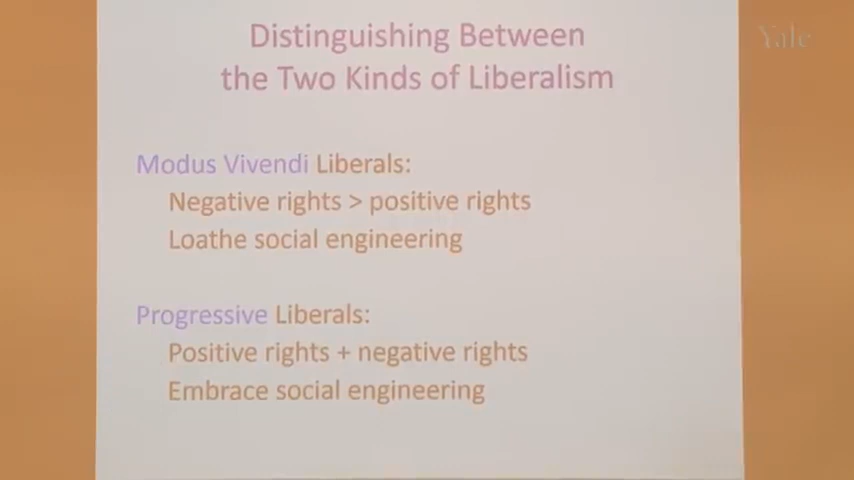 Yale
Distinguishing Between
the Two Kinds of Liberalism
Modus Vivendi Liberals:
Negative rights > positive rights
Loathe social engineering
Progressive Liberals:
Positive rights + negative rights
Embrace social engineering